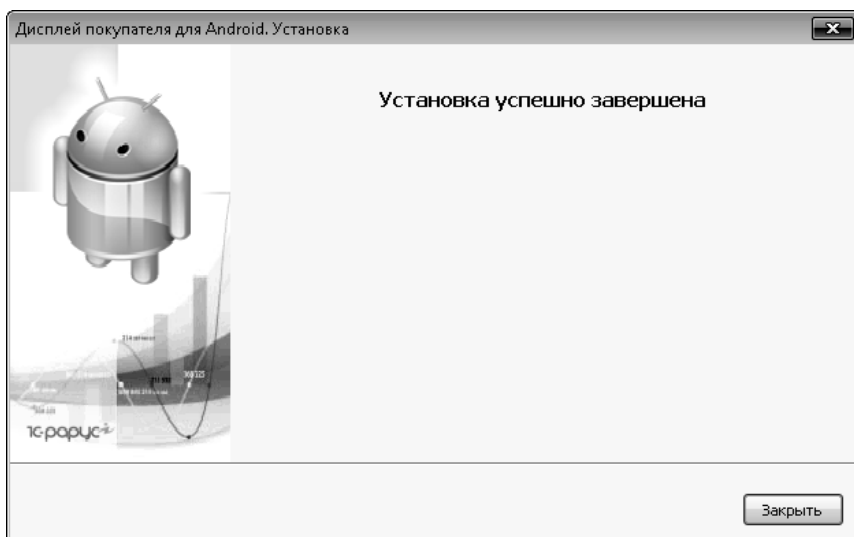 Дисплей покупателя для Android. Установка
Установка успешно завершена
1с·рарус
Закрыть